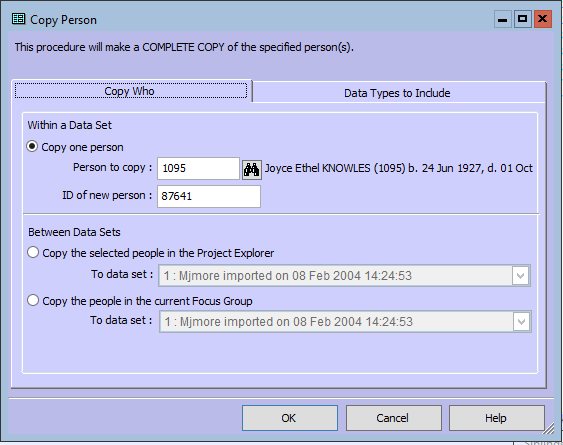 Copy Person
This procedure will make a COMPLETE COPY of the specified person(s).
Copy Who
Data Types to Include
Within a Data Set
Copy one person
Person to copy : 1095 Joyce Ethel KNOWLES (1095) b. 24 Jun 1927, d. 01 Oct
ID of new person : 87641
Between Data Sets
Copy the selected people in the Project Explorer
To data set : 1 : Mjmore imported on 08 Feb 2004 14:24:53
Copy the people in the current Focus Group
To data set : 1 : Mjmore imported on 08 Feb 2004 14:24:53
OK Cancel Help